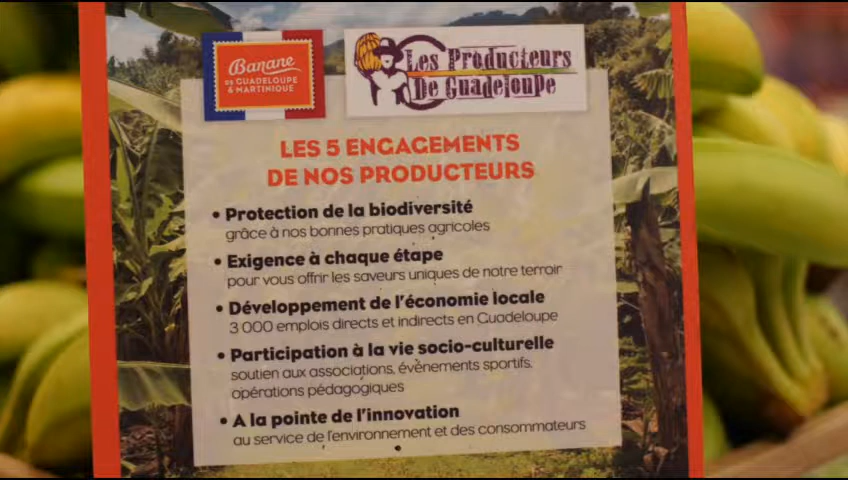 Banane
DE GUADELOUPE
& MARTINIQUE
Les Producteurs
De Guadeloupe
LES 5 ENGAGEMENTS
DE NOS PRODUCTEURS
• Protection de la biodiversité
grâce à nos bonnes pratiques agricoles
• Exigence à chaque étape
pour vous offrir les saveurs uniques de notre terroir
• Développement de l'économie locale
3 000 emplois directs et indirects en Guadeloupe
• Participation à la vie socio-culturelle
soutien aux associations, évènements sportifs,
opérations pédagogiques
• A la pointe de l'innovation
au service de l'environnement et des consommateurs